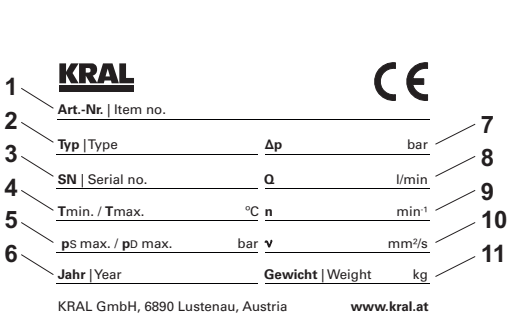 KRAL CE
1 Art.-Nr. | Item no.
2 Typ | Type Δp bar 7
3 SN | Serial no. Q l/min 8
4 Tmin. / Tmax. ºC n min-1 9
5 ps max. / pD max. bar ν mm²/s 10
6 Jahr | Year Gewicht | Weight kg 11
KRAL GmbH, 6890 Lustenau, Austria www.kral.at